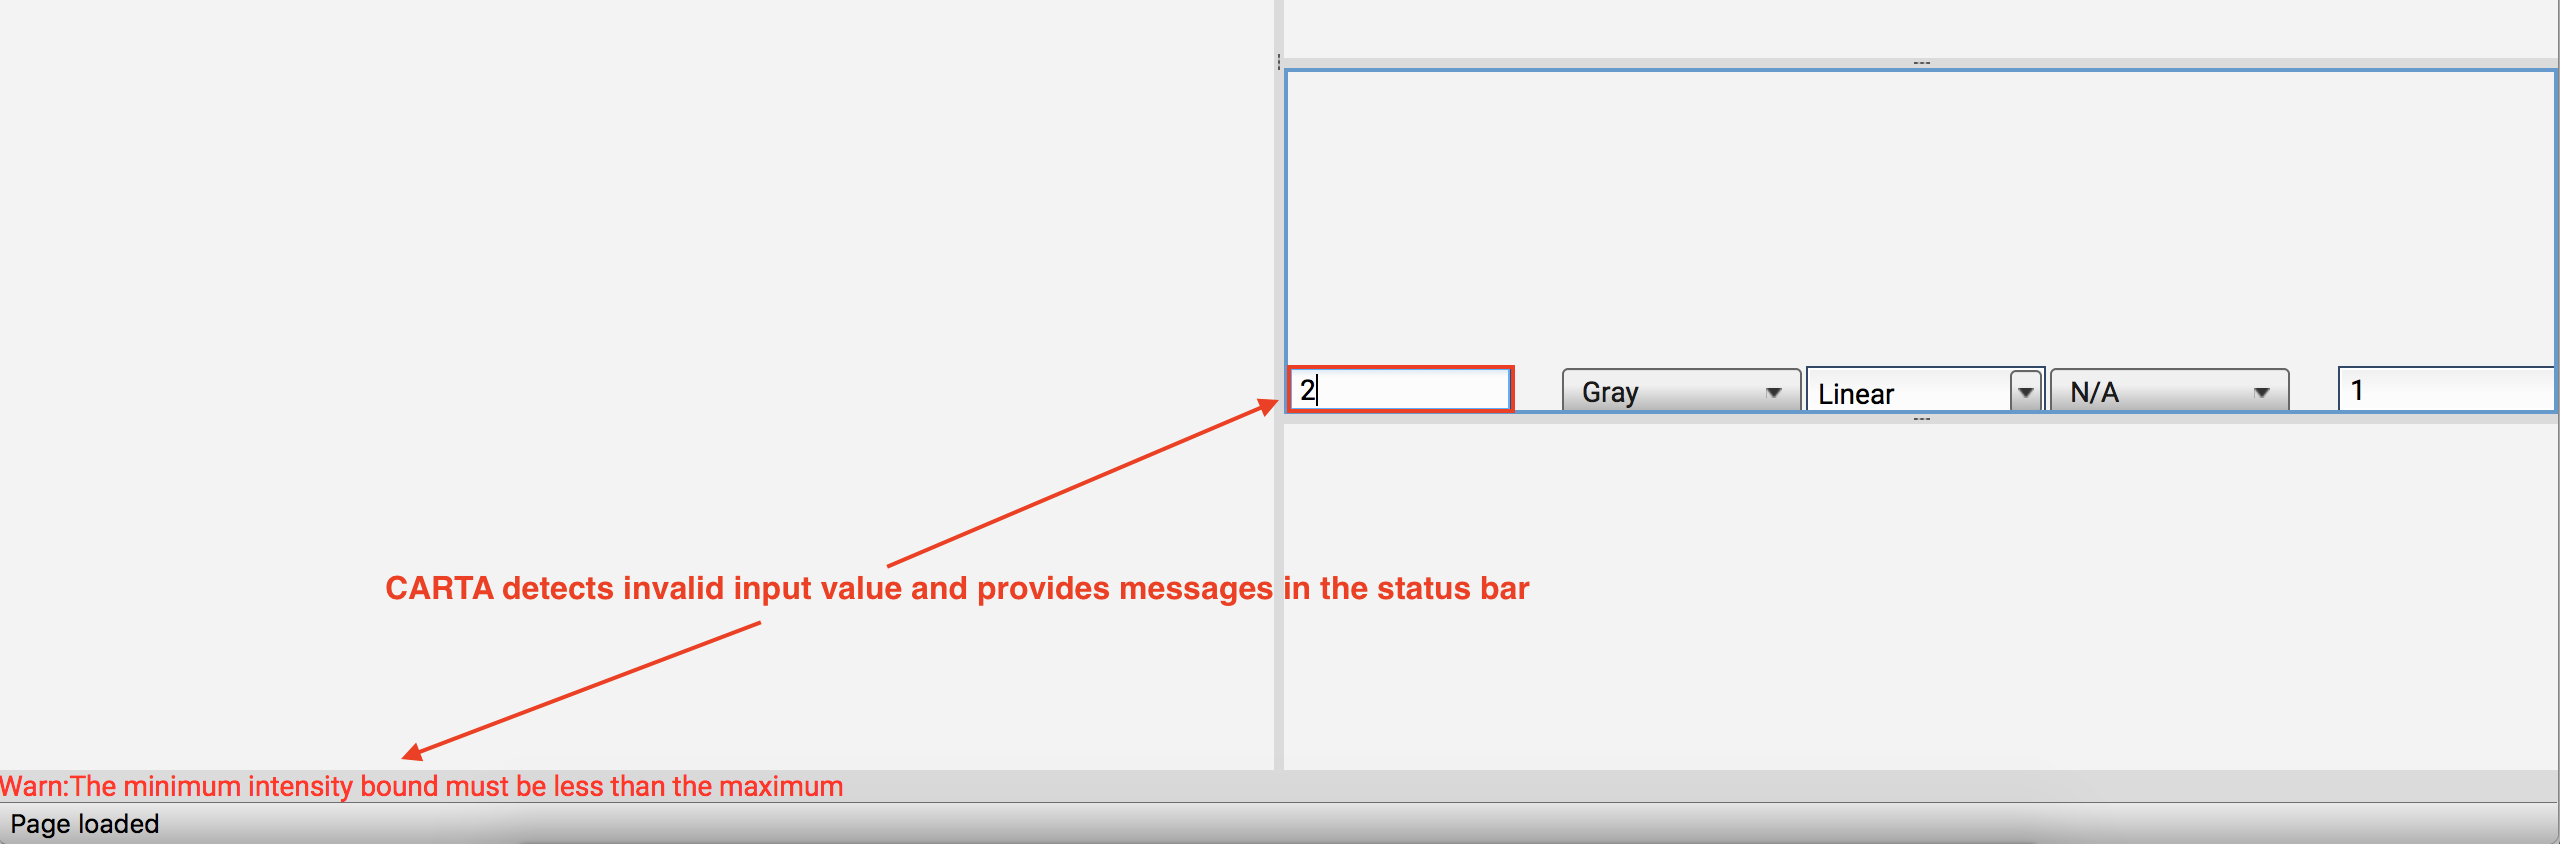 2
Gray
Linear
N/A
1
CARTA detects invalid input value and provides messages in the status bar
Warn:The minimum intensity bound must be less than the maximum
Page loaded